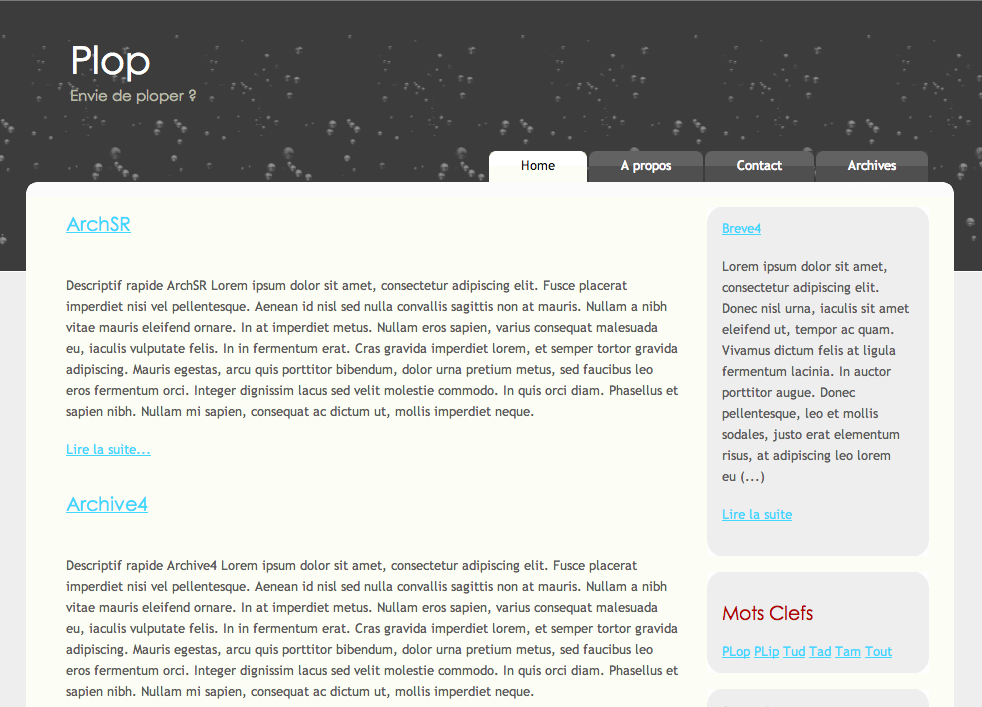 Plop
Envie de ploper ?
Home
A propos
Contact
Archives
ArchSR
Descriptif rapide ArchSR Lorem ipsum dolor sit amet, consectetur adipiscing elit. Fusce placerat
imperdiet nisi vel pellentesque. Aenean id nisl sed nulla convallis sagittis non at mauris. Nullam a nibh
vitae mauris eleifend ornare. In at imperdiet metus. Nullam eros sapien, varius consequat malesuada
eu, iaculis vulputate felis. In in fermentum erat. Cras gravida imperdiet lorem, et semper tortor gravida
adipiscing. Mauris egestas, arcu quis porttitor bibendum, dolor urna pretium metus, sed faucibus leo
eros fermentum orci. Integer dignissim lacus sed velit molestie commodo. In quis orci diam. Phasellus et
sapien nibh. Nullam mi sapien, consequat ac dictum ut, mollis imperdiet neque.
Lire la suite...
Archive4
Descriptif rapide Archive4 Lorem ipsum dolor sit amet, consectetur adipiscing elit. Fusce placerat
imperdiet nisi vel pellentesque. Aenean id nisl sed nulla convallis sagittis non at mauris. Nullam a nibh
vitae mauris eleifend ornare. In at imperdiet metus. Nullam eros sapien, varius consequat malesuada
eu, iaculis vulputate felis. In in fermentum erat. Cras gravida imperdiet lorem, et semper tortor gravida
adipiscing. Mauris egestas, arcu quis porttitor bibendum, dolor urna pretium metus, sed faucibus leo
eros fermentum orci. Integer dignissim lacus sed velit molestie commodo. In quis orci diam. Phasellus et
sapien nibh. Nullam mi sapien, consequat ac dictum ut, mollis imperdiet neque.
Breve4
Lorem ipsum dolor sit amet,
consectetur adipiscing elit.
Donec nisl urna, iaculis sit amet
eleifend ut, tempor ac quam.
Vivamus dictum felis at ligula
fermentum lacinia. In auctor
porttitor augue. Donec
pellentesque, leo et mollis
sodales, justo erat elementum
risus, at adipiscing leo lorem
eu (...)
Lire la suite
Mots Clefs
PLop PLip Tud Tad Tam Tout